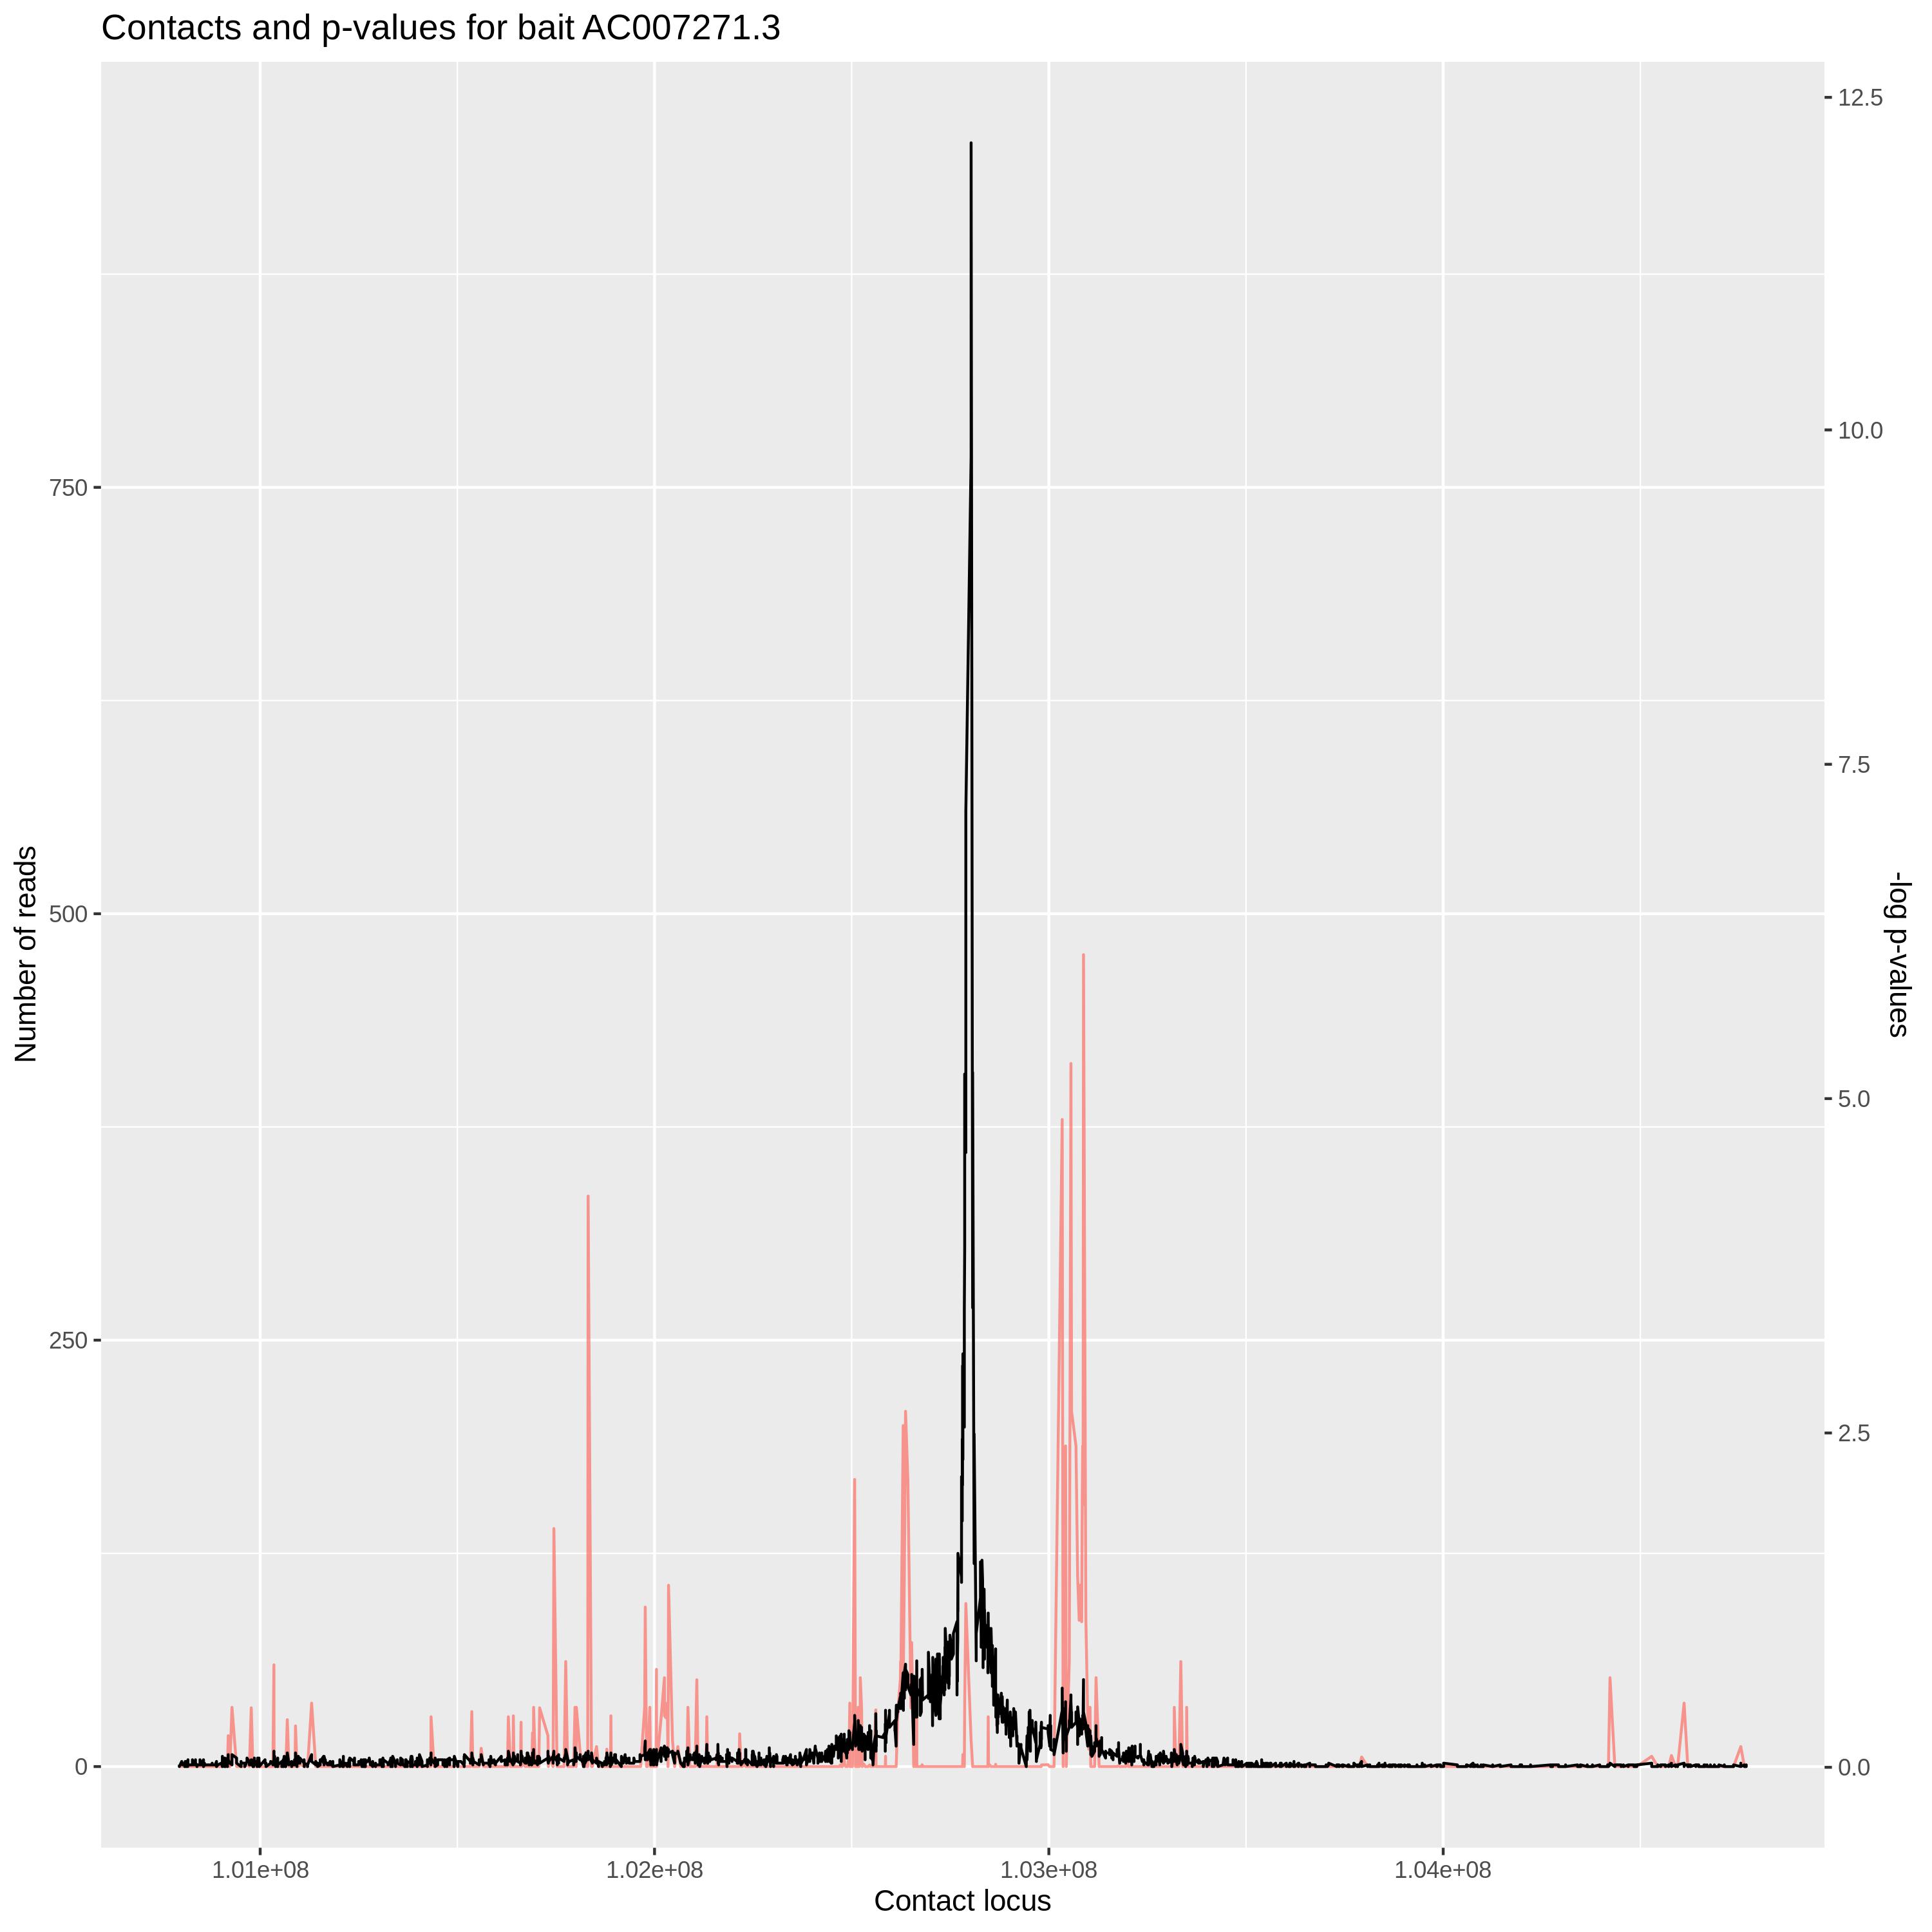 Contacts and p-values for bait AC007271.3
12.5
10.0
750
7.5
Number of reads
500
-log p-values
5.0
250
2.5
0
0.0
1.01e+08
1.02e+08
1.03e+08
1.04e+08
Contact locus